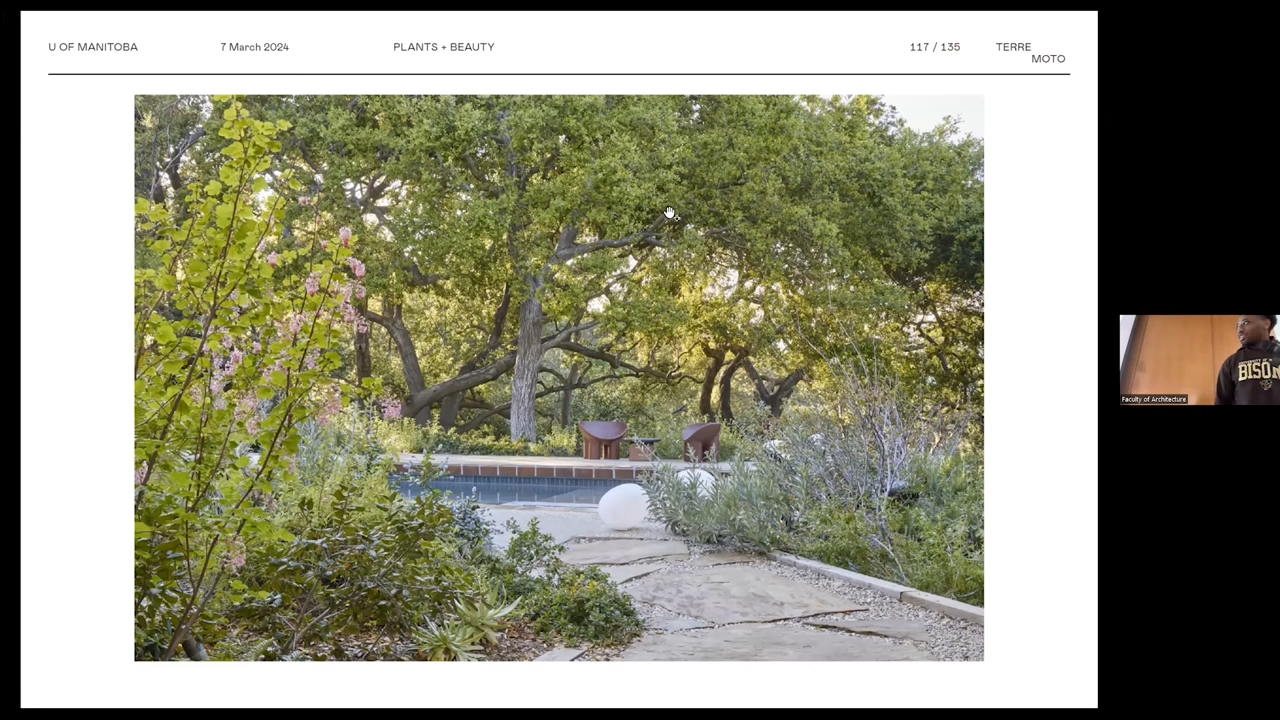 U OF MANITOBA
7 March 2024
PLANTS + BEAUTY
117 / 135
TERRE
MOTO
Faculty of Architecture
BISON